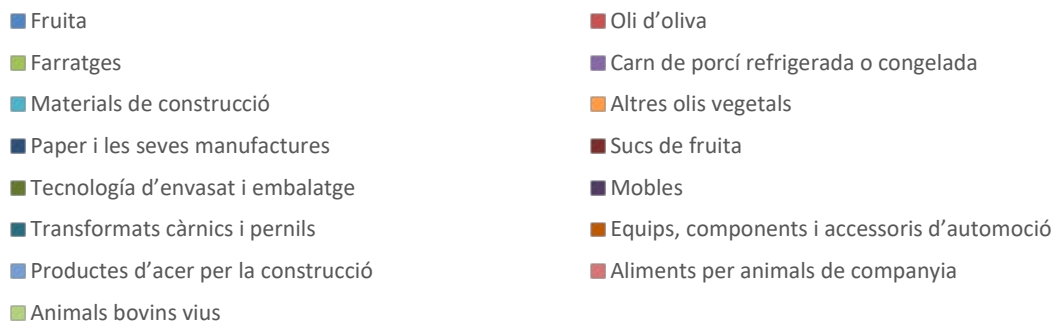 Fruita
Oli d’oliva
Farratges
Carn de porcí refrigerada o congelada
Materials de construcció
Altres olis vegetals
Paper i les seves manufactures
Sucs de fruita
Tecnología d’envasat i embalatge
Mobles
Transformats càrnics i pernils
Equips, components i accessoris d’automoció
Productes d’acer per la construcció
Aliments per animals de companyia
Animals bovins vius